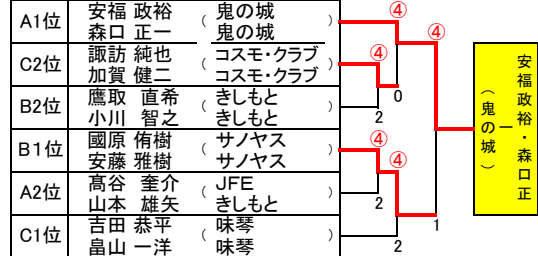 A1位 安福 政裕 ( 鬼の城 )
森口 正一 鬼の城
C2位 諏訪 純也 ( コスモ・クラブ )
加賀 健二 コスモ・クラブ
B2位 鷹取 直希 ( きしもと )
小川 智之 きしもと
B1位 國原 侑樹 ( サノヤス )
安藤 雅樹 サノヤス
A2位 髙谷 奎介 ( JFE )
山本 雄矢 きしもと
C1位 吉田 恭平 ( 味琴 )
畠山 一洋 味琴
④
④
④
0
2
④
④
2
1
2
安福政裕・森口正
一
(鬼の城)